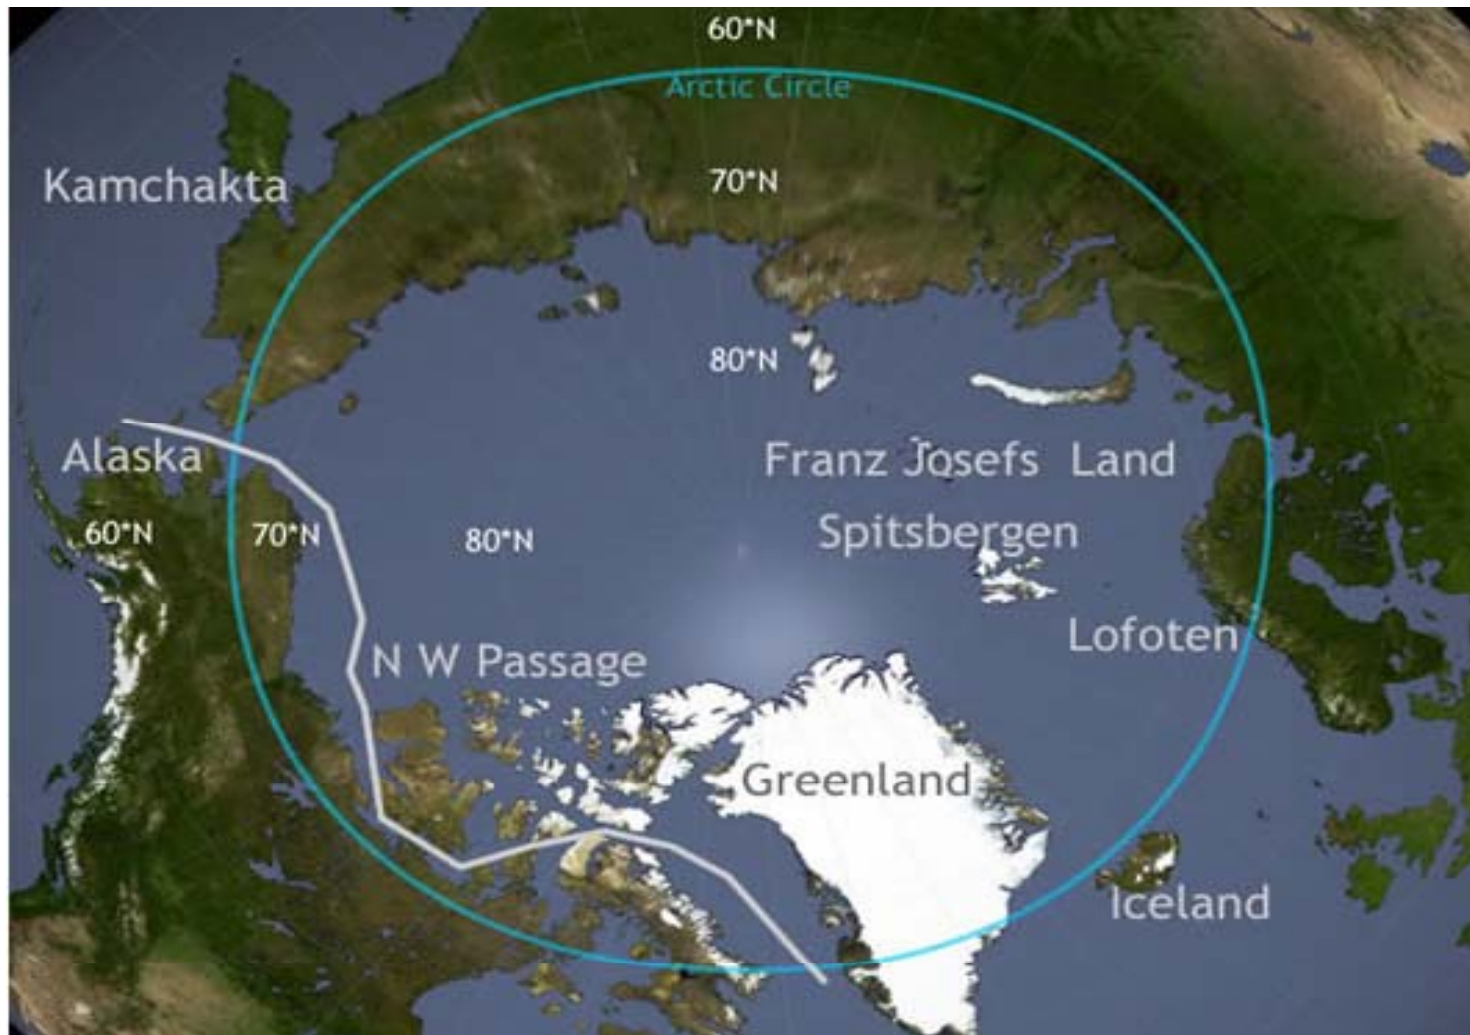 60*N
Arctic Circle
Kamchakta
70*N
80*N
Alaska
Franz Josefs Land
60*N
70*N
80*N
Spitsbergen
Lofoten
N W Passage
Greenland
Iceland